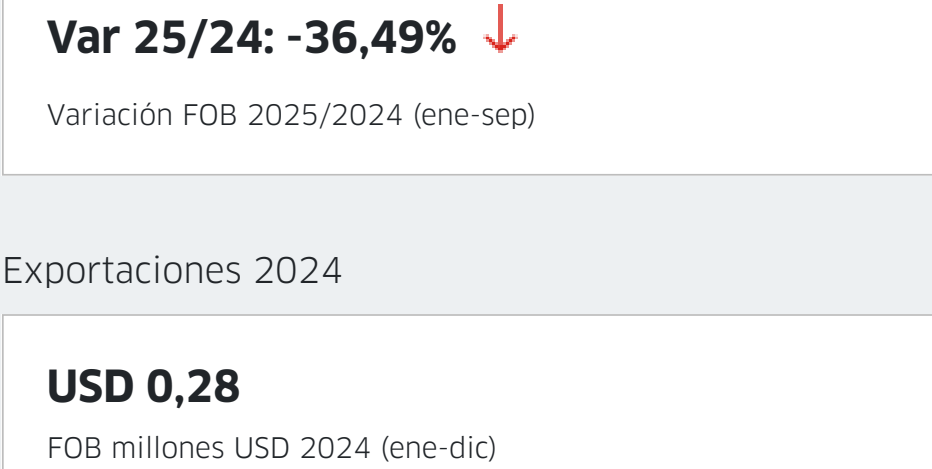 Var 25/24: -36,49%
Variación FOB 2025/2024 (ene-sep)
Exportaciones 2024
USD 0,28
FOB millones USD 2024 (ene-dic)